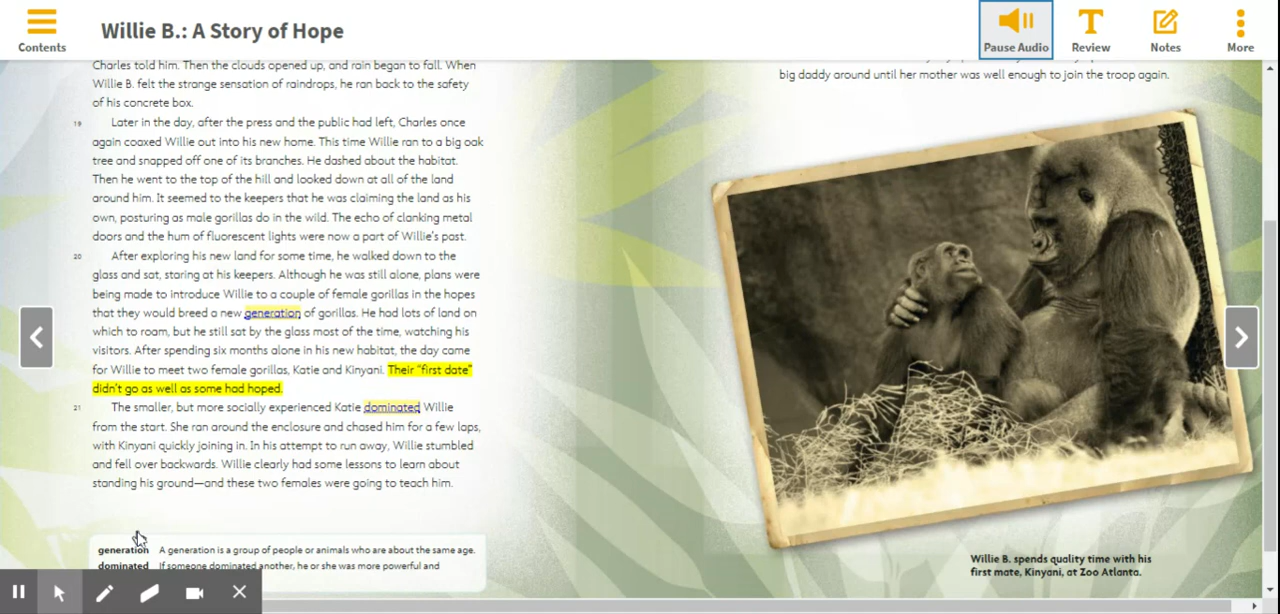 Contents
Willie B.: A Story of Hope
Pause Audio
Review
Notes
More
Charles told him. Then the clouds opened up, and rain began to fall. When
Willie B. felt the strange sensation of raindrops, he ran back to the safety
of his concrete box.
19 Later in the day, after the press and the public had left, Charles once
again coaxed Willie out into his new home. This time Willie ran to a big oak
tree and snapped off one of its branches. He dashed about the habitat.
Then he went to the top of the hill and looked down at all of the land
around him. It seemed to the keepers that he was claiming the land as his
own, posturing as male gorillas do in the wild. The echo of clanking metal
doors and the hum of fluorescent lights were now a part of Willie's past.
20 After exploring his new land for some time, he walked down to the
glass and sat, staring at his keepers. Although he was still alone, plans were
being made to introduce Willie to a couple of female gorillas in the hopes
that they would breed a new generation of gorillas. He had lots of land on
which to roam, but he still sat by the glass most of the time, watching his
visitors. After spending six months alone in his new habitat, the day came
for Willie to meet two female gorillas, Katie and Kinyani. Their "first date"
didn't go as well as some had hoped.
21 The smaller, but more socially experienced Katie dominated Willie
from the start. She ran around the enclosure and chased him for a few laps,
with Kinyani quickly joining in. In his attempt to run away, Willie stumbled
and fell over backwards. Willie clearly had some lessons to learn about
standing his ground—and these two females were going to teach him.
generation A generation is a group of people or animals who are about the same age.
dominated If someone dominated another, he or she was more powerful and
big daddy around until her mother was well enough to join the troop again.
Willie B. spends quality time with his
first mate, Kinyani, at Zoo Atlanta.